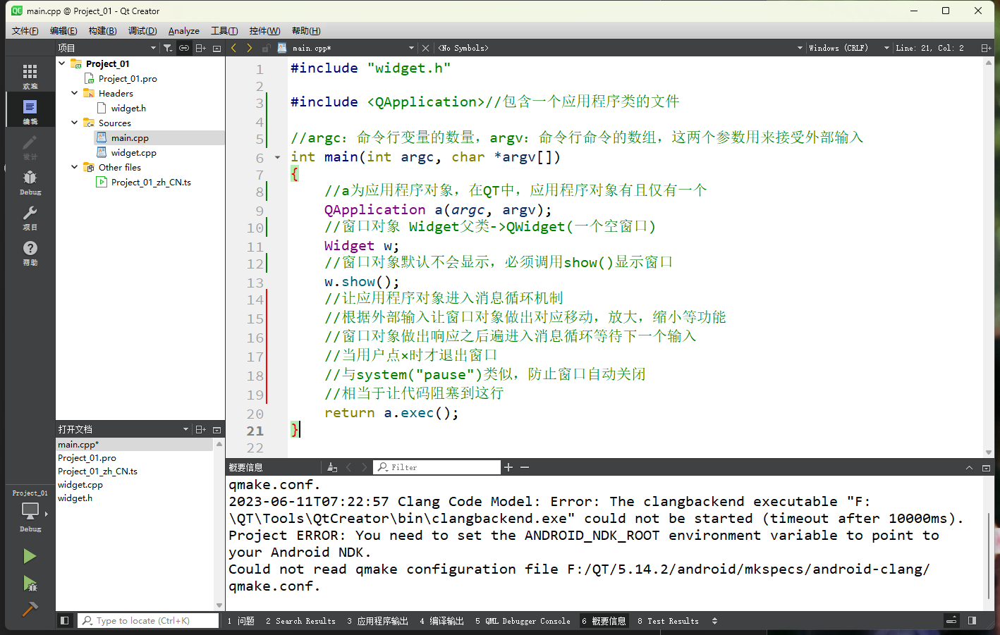 main.cpp @ Project_01 - Qt Creator
文件(F) 编辑(E) 构建(B) 调试(D) Analyze 工具(T) 控件(W) 帮助(H)
项目
main.cpp* <No Symbols> Windows (CRLF) Line: 21, Col: 2
欢迎
编辑
设计
Debug
项目
帮助
Project_01
Debug
Project_01
Project_01.pro
Headers
widget.h
Sources
main.cpp
widget.cpp
Other files
Project_01_zh_CN.ts
打开文档
main.cpp*
Project_01.pro
Project_01_zh_CN.ts
widget.cpp
widget.h
1 #include "widget.h"
2
3 #include <QApplication>//包含一个应用程序类的文件
4
5 //argc: 命令行变量的数量，argv: 命令行命令的数组，这两个参数用来接受外部输入
6 int main(int argc, char *argv[])
7 {
8 //a为应用程序对象，在QT中，应用程序对象有且仅有一个
9 QApplication a(argc, argv);
10 //窗口对象 Widget父类->QWidget(一个空窗口)
11 Widget w;
12 //窗口对象默认不会显示，必须调用show()显示窗口
13 w.show();
14 //让应用程序对象进入消息循环机制
15 //根据外部输入让窗口对象做出对应移动，放大，缩小等功能
16 //窗口对象做出响应之后遍进入消息循环等待下一个输入
17 //当用户点×时才退出窗口
18 //与system("pause")类似，防止窗口自动关闭
19 //相当于让代码阻塞到这行
20 return a.exec();
21 }
22
概要信息 Filter
qmake.conf.
2023-06-11T07:22:57 Clang Code Model: Error: The clangbackend executable "F:
\QT\Tools\QtCreator\bin\clangbackend.exe" could not be started (timeout after 10000ms).
Project ERROR: You need to set the ANDROID_NDK_ROOT environment variable to point to
your Android NDK.
Could not read qmake configuration file F:/QT/5.14.2/android/mkspecs/android-clang/
qmake.conf.
Type to locate (Ctrl+K) 1 问题 2 Search Results 3 应用程序输出 4 编译输出 5 QML Debugger Console 6 概要信息 8 Test Results